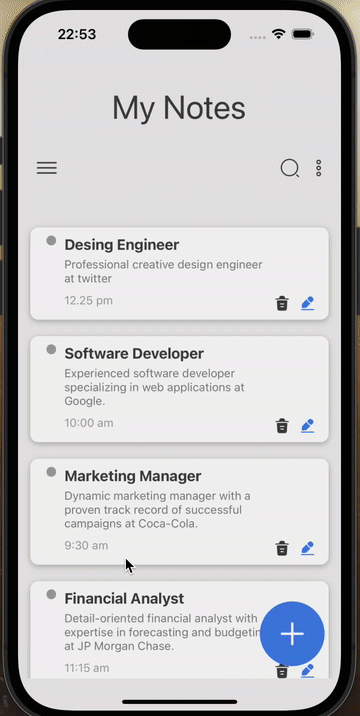 22:53
My Notes
Desing Engineer
Professional creative design engineer
at twitter
12.25 pm
Software Developer
Experienced software developer
specializing in web applications at
Google.
10:00 am
Marketing Manager
Dynamic marketing manager with a
proven track record of successful
campaigns at Coca-Cola.
9:30 am
Financial Analyst
Detail-oriented financial analyst with
expertise in forecasting and budgetin
at JP Morgan Chase.
11:15 am